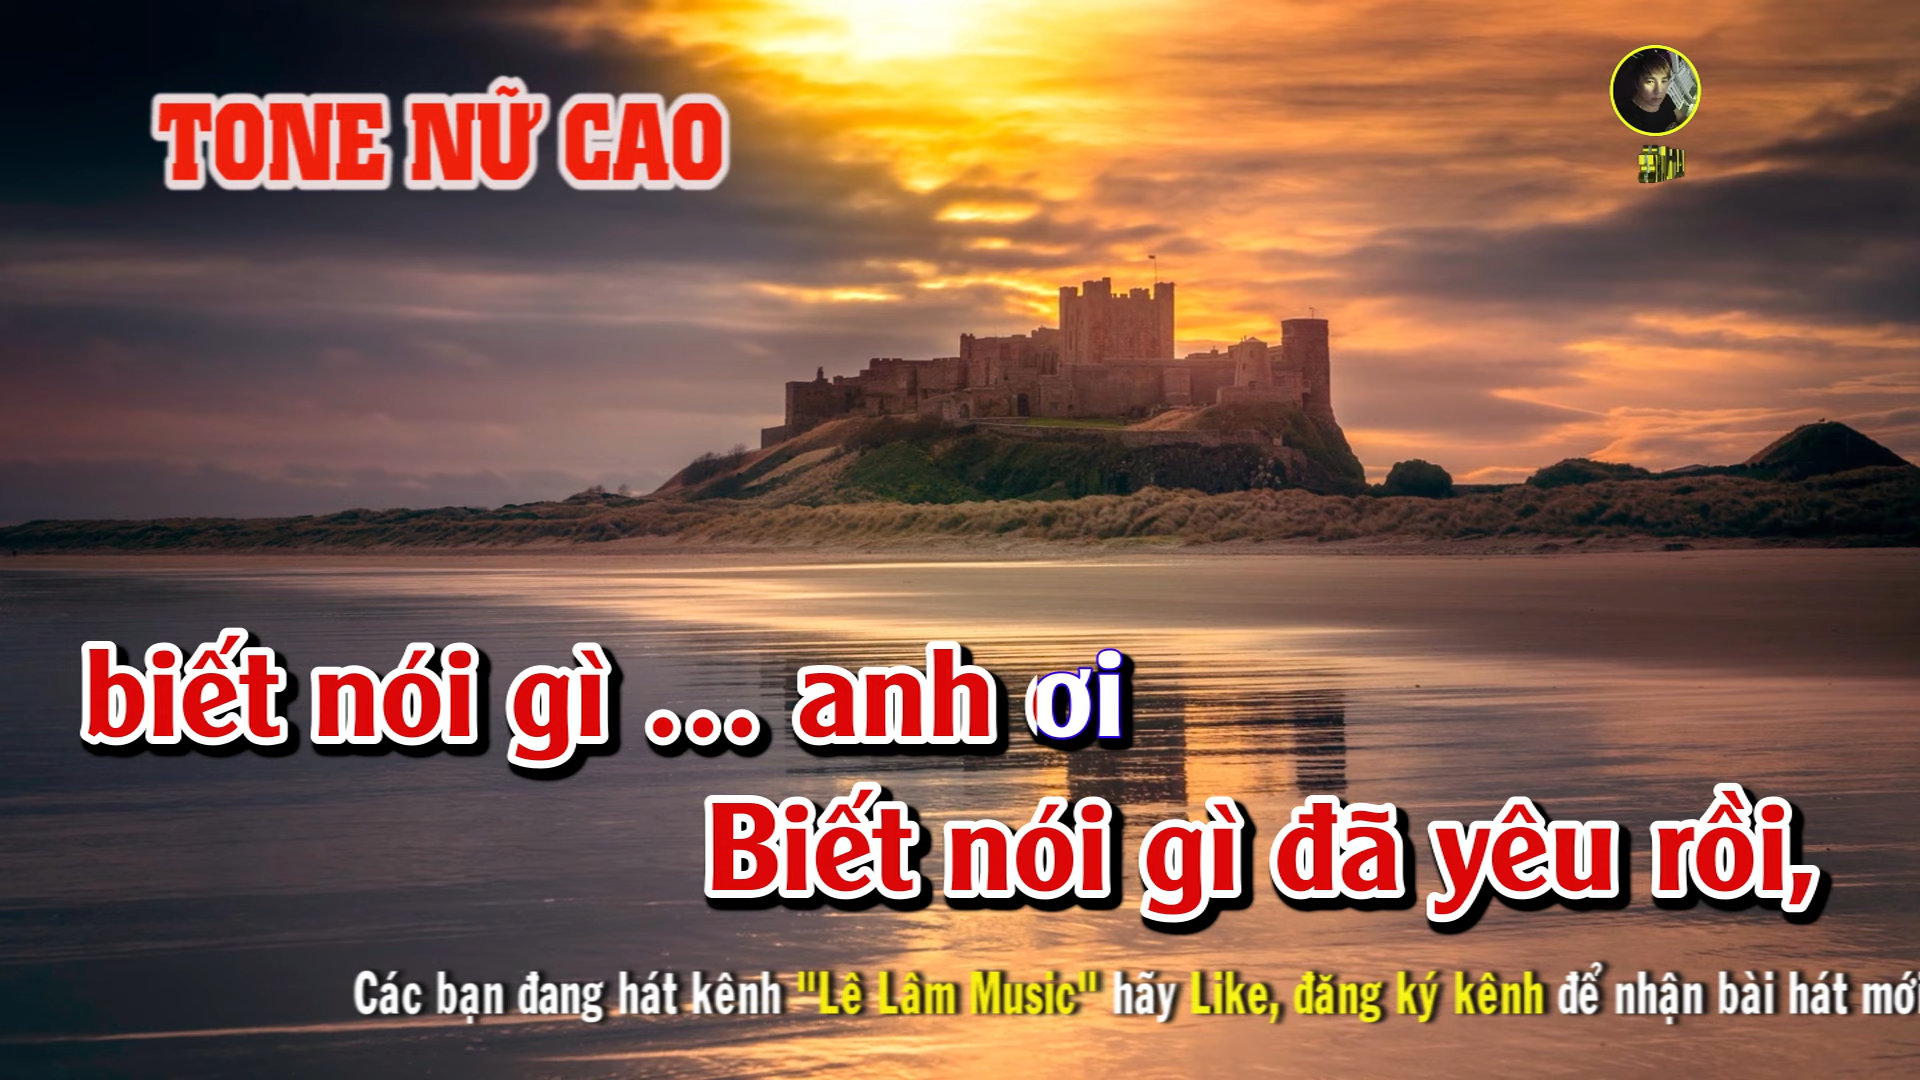 TONE NỮ CAO
biết nói gì ... anh ơi
Biết nói gì đã yêu rồi,
Các bạn đang hát kênh "Lê Lâm Music" hãy Like, đăng ký kênh để nhận bài hát mới